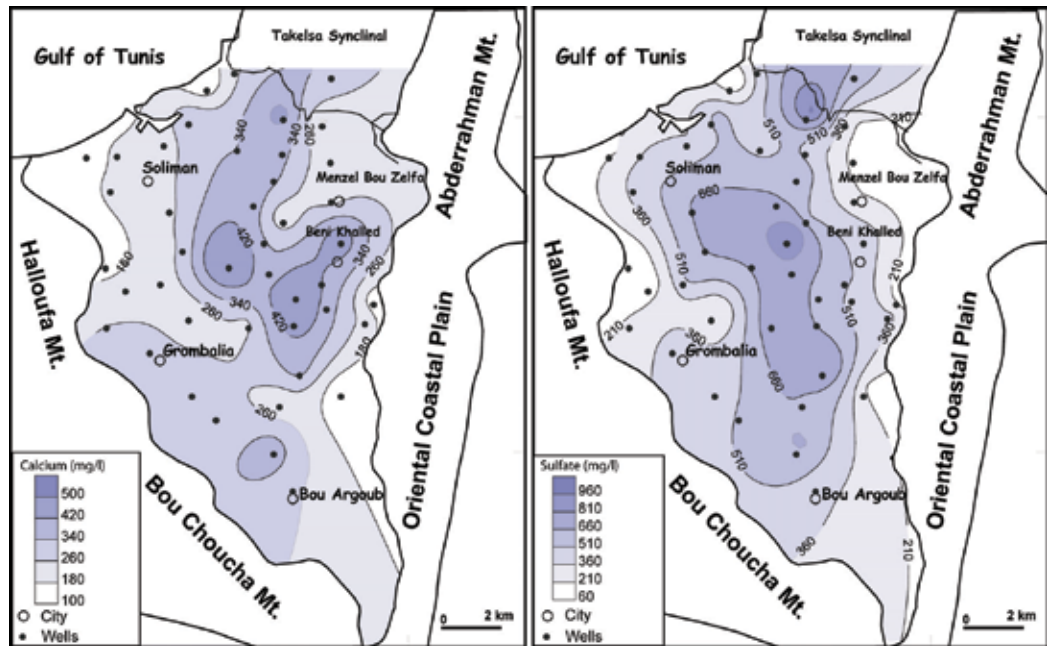 Takelsa Synclinal
Gulf of Tunis
Abderrahman Mt.
340
340
260
Soliman
Menzel Bou Zelfa
420
Beni Khalled
340
260
180
340
260
420
180
Halloufa Mt.
Grombalia
260
Oriental Coastal Plain
Calcium (mg/l)
500
420
340
260
180
100
City
Wells
Bou Argoub
Bou Choucha Mt.
0 2 km
Takelsa Synclinal
Gulf of Tunis
Abderrahman Mt.
210
510
510
360
Soliman
Menzel Bou Zelfa
660
360
Beni Khalled
510
210
510
210
360
360
Halloufa Mt.
Grombalia
660
Oriental Coastal Plain
510
Sulfate (mg/l)
960
810
660
510
360
210
60
City
Wells
Bou Argoub
360
210
Bou Choucha Mt.
0 2 km